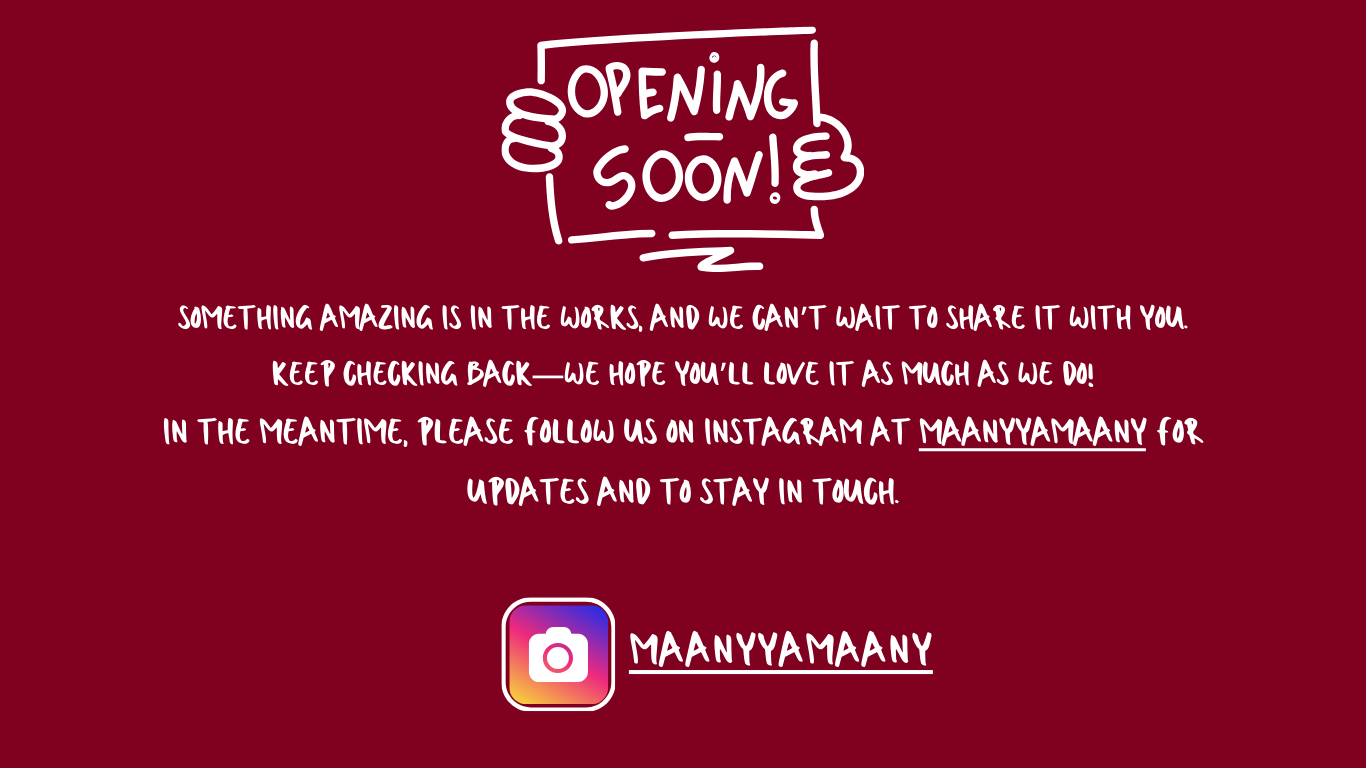 OPENING
SOON!
SOMETHING AMAZING IS IN THE WORKS, AND WE CAN'T WAIT TO SHARE IT WITH YOU.
KEEP CHECKING BACK—WE HOPE YOU'LL LOVE IT AS MUCH AS WE DO!
IN THE MEANTIME, PLEASE FOLLOW US ON INSTAGRAM AT MAANYYAMAANY FOR
UPDATES AND TO STAY IN TOUCH.
MAANYYAMAANY